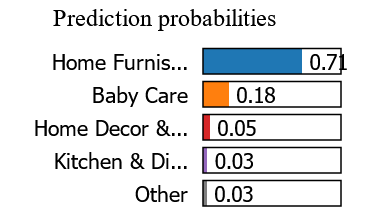 Prediction probabilities
Home Furnis... 0.71
Baby Care 0.18
Home Decor &... 0.05
Kitchen & Di... 0.03
Other 0.03